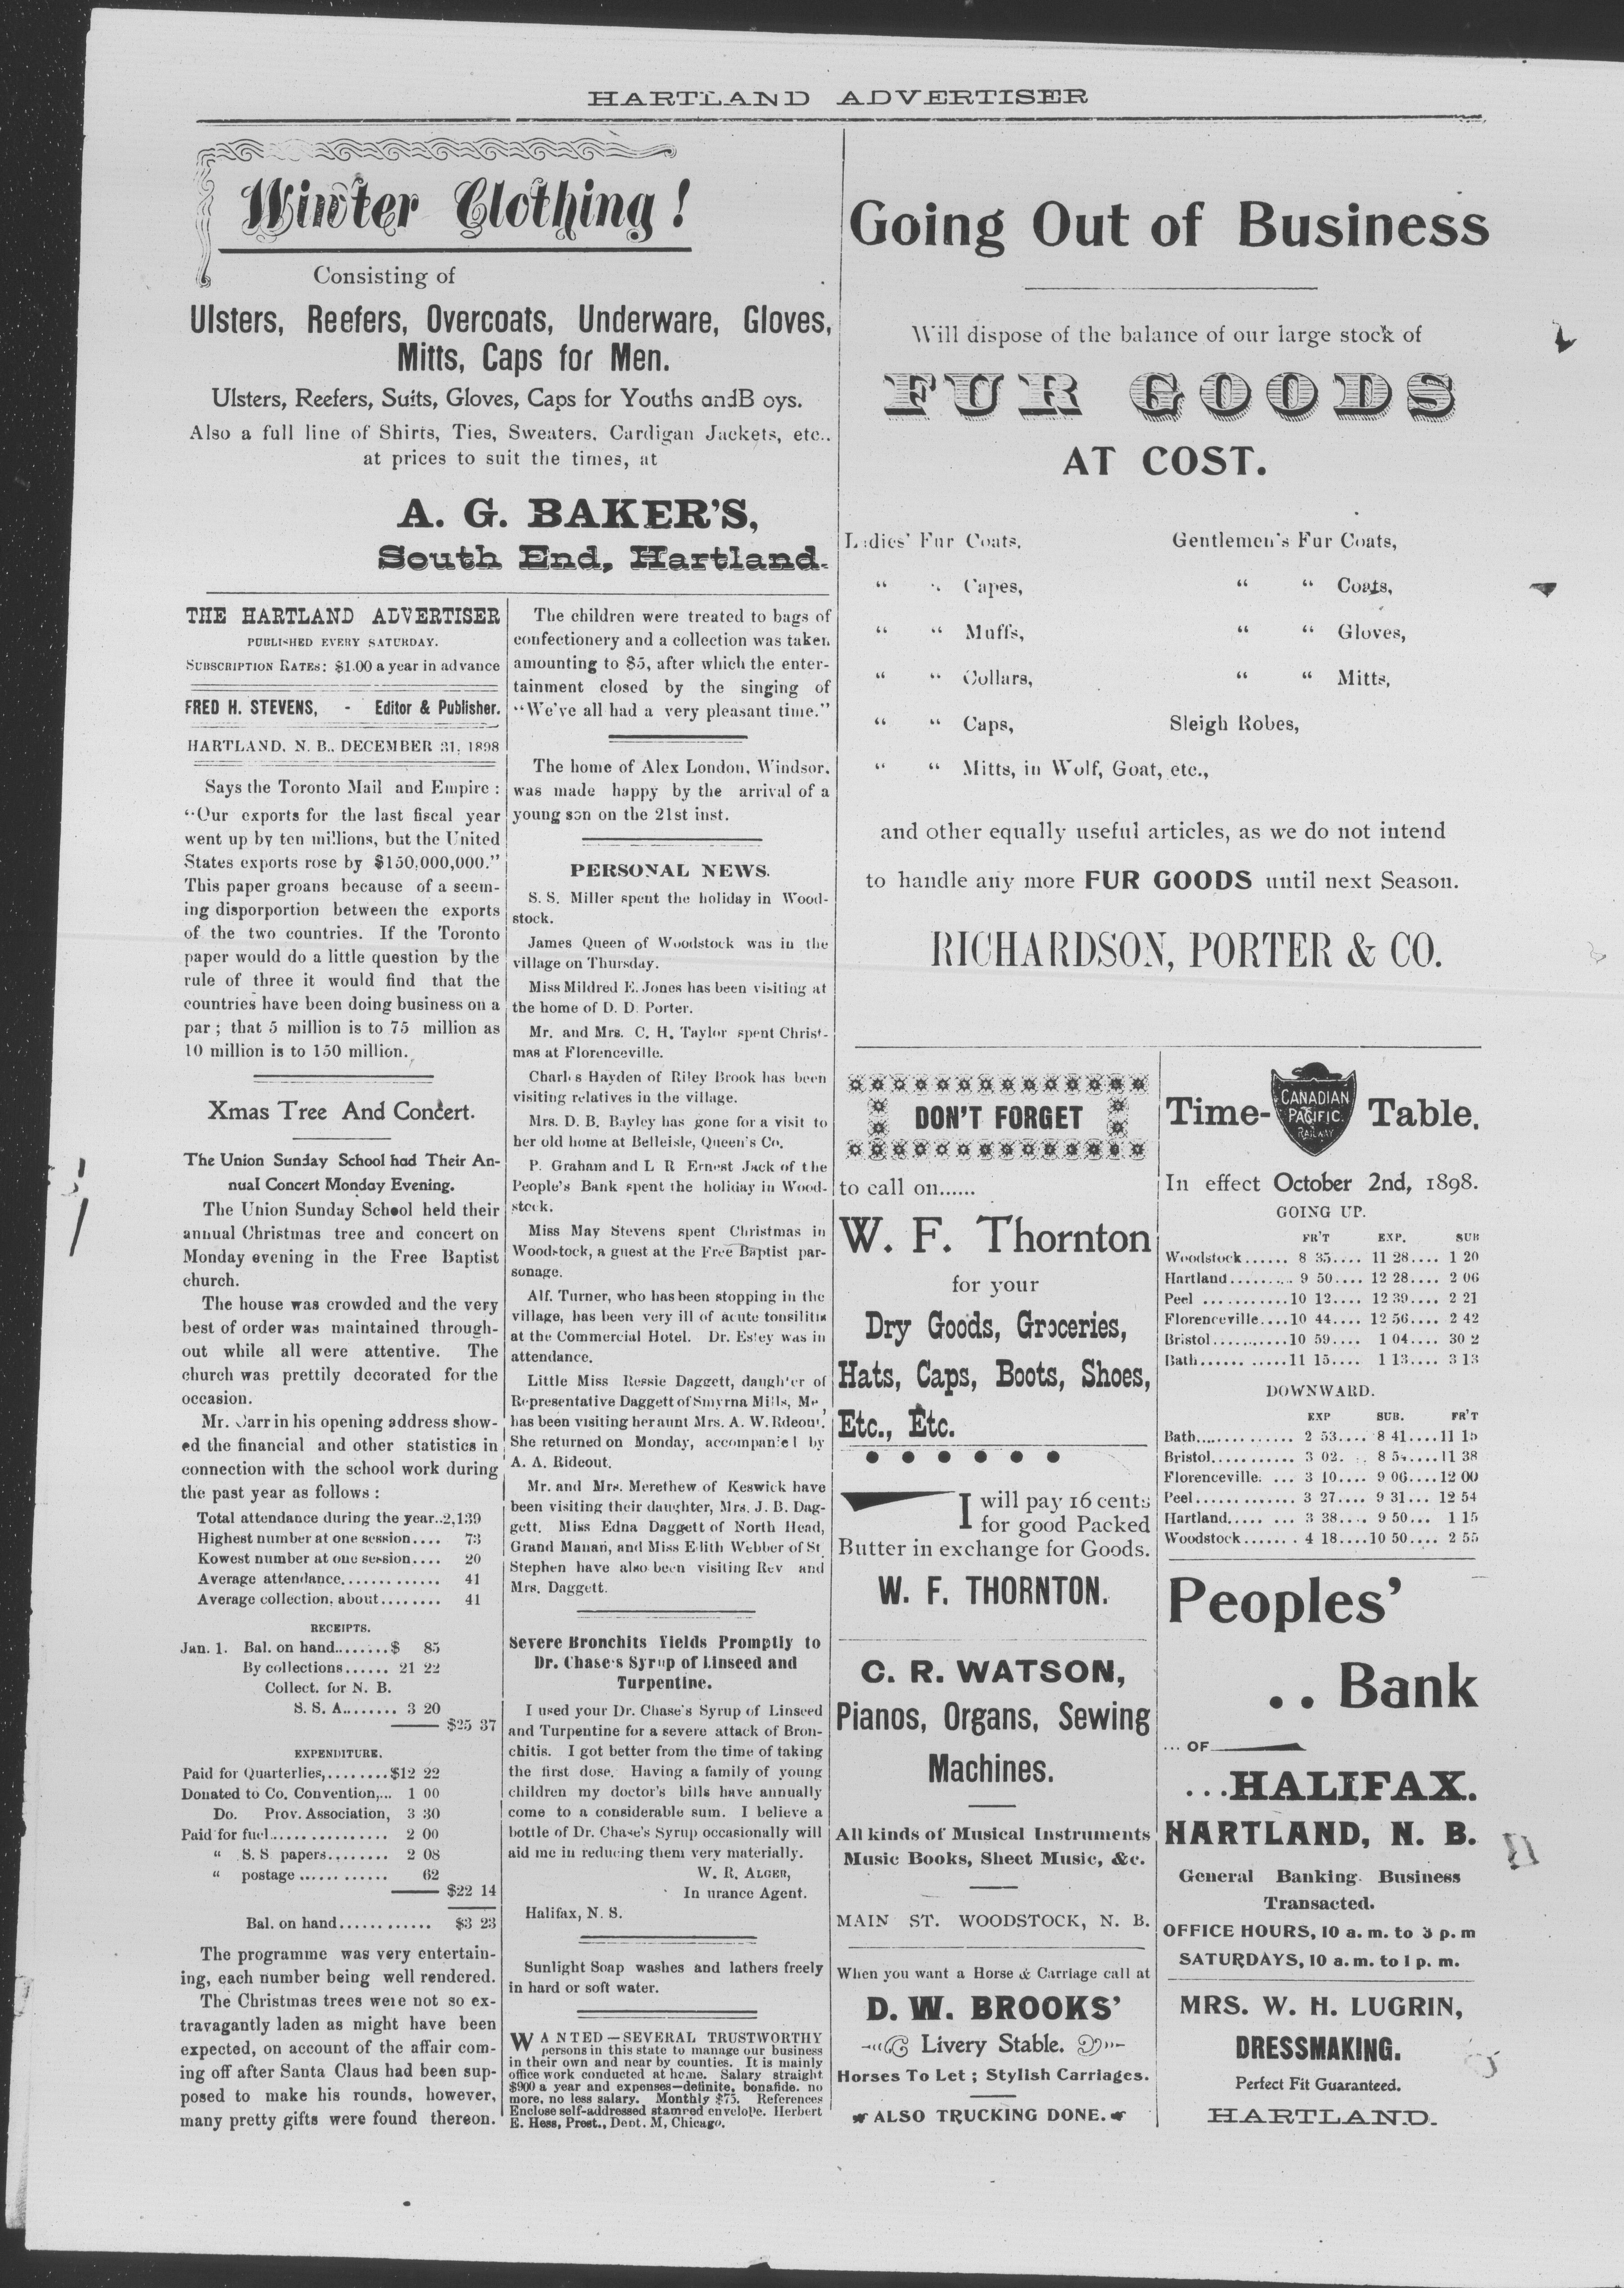 HARTLAND ADVERTISER
Winter Clothing!
Consisting of
Ulsters, Reefers, Overcoats, Underware, Gloves,
Mitts, Caps for Men.
Ulsters, Reefers, Suits, Gloves, Caps for Youths andB oys.
Also a full line of Shirts, Ties, Sweaters. Cardigan Jackets, etc..
at prices to suit the times, at
A. G. BAKER'S,
South End, Hartland.
THE HARTLAND ADVERTISER
PUBLISHED EVERY SATURDAY.
SUBSCRIPTION RATES: $1.00 a year in advance
FRED H. STEVENS, - Editor & Publisher.
HARTLAND, N. B., DECEMBER 31, 1898
Says the Toronto Mail and Empire :
"Our exports for the last fiscal year
went up by ten millions, but the United
States exports rose by $150,000,000."
This paper groans because of a seem-
ing disporportion between the exports
of the two countries. If the Toronto
paper would do a little question by the
rule of three it would find that the
countries have been doing business on a
par ; that 5 million is to 75 million as
10 million is to 150 million.
Xmas Tree And Concert.
The Union Sunday School had Their An-
nual Concert Monday Evening.
The Union Sunday School held their
annual Christmas tree and concert on
Monday evening in the Free Baptist
church.
The house was crowded and the very
best of order was maintained through-
out while all were attentive. The
church was prettily decorated for the
occasion.
Mr. Carr in his opening address show-
ed the financial and other statistics in
connection with the school work during
the past year as follows :
Total attendance during the year..2,139
Highest number at one session.... 73
Kowest number at one session.... 20
Average attendance............. 41
Average collection, about........ 41
RECEIPTS.
Jan. 1. Bal. on hand.......$ 85
By collections...... 21 22
Collect. for N. B.
S. S. A........ 3 20
$25 37
EXPENDITURE.
Paid for Quarterlies,........$12 22
Donated to Co. Convention,... 1 00
Do. Prov. Association, 3 30
Paid for fuel................ 2 00
" S. S papers........ 2 08
" postage ............ 62
$22 14
Bal. on hand............ $3 23
The programme was very entertain-
ing, each number being well rendered.
The Christmas trees were not so ex-
travagantly laden as might have been
expected, on account of the affair com-
ing off after Santa Claus had been sup-
posed to make his rounds, however,
many pretty gifts were found thereon.
The children were treated to bags of
confectionery and a collection was taken
amounting to $5, after which the enter-
tainment closed by the singing of
"We've all had a very pleasant time."
The home of Alex London, Windsor,
was made happy by the arrival of a
young son on the 21st inst.
PERSONAL NEWS.
S. S. Miller spent the holiday in Wood-
stock.
James Queen of Woodstock was in the
village on Thursday.
Miss Mildred E. Jones has been visiting at
the home of D. D. Porter.
Mr. and Mrs. C. H. Taylor spent Christ-
mas at Florenceville.
Charles Hayden of Riley Brook has been
visiting relatives in the village.
Mrs. D. B. Bayley has gone for a visit to
her old home at Belleisle, Queen's Co.
P. Graham and L R Ernest Jack of the
People's Bank spent the holiday in Wood-
stock.
Miss May Stevens spent Christmas in
Woodstock, a guest at the Free Baptist par-
sonage.
Alf. Turner, who has been stopping in the
village, has been very ill of acute tonsilitis
at the Commercial Hotel. Dr. Estey was in
attendance.
Little Miss Ressie Daggett, daughter of
Representative Daggett of Smyrna Mills, Me,
has been visiting her aunt Mrs. A. W. Rdeout.
She returned on Monday, accompanied by
A. A. Rideout.
Mr. and Mrs. Merethew of Keswick have
been visiting their daughter, Mrs. J. B. Dag-
gett. Miss Edna Daggett of North Head,
Grand Manan, and Miss Edith Webber of St.
Stephen have also been visiting Rev and
Mrs. Daggett.
Severe Bronchits Yields Promptly to
Dr. Chase's Syrup of Linseed and
Turpentine.
I used your Dr. Chase's Syrup of Linseed
and Turpentine for a severe attack of Bron-
chitis. I got better from the time of taking
the first dose. Having a family of young
children my doctor's bills have annually
come to a considerable sum. I believe a
bottle of Dr. Chase's Syrup occasionally will
aid me in reducing them very materially.
W. R. ALGER,
In urance Agent.
Halifax, N. S.
Sunlight Soap washes and lathers freely
in hard or soft water.
WANTED—SEVERAL TRUSTWORTHY
persons in this state to manage our business
in their own and near by counties. It is mainly
office work conducted at home. Salary straight
$900 a year and expenses—definite, bonafide, no
more, no less salary. Monthly $75. References
Enclose self-addressed stamped envelope. Herbert
E. Hess, Prest., Dept. M, Chicago.
Going Out of Business
Will dispose of the balance of our large stock of
FUR GOODS
AT COST.
Ladies' Fur Coats, Gentlemen's Fur Coats,
" " Capes, " " Coats,
" " Muffs, " " Gloves,
" " Collars, " " Mitts,
" " Caps, Sleigh Robes,
" " Mitts, in Wolf, Goat, etc.,
and other equally useful articles, as we do not intend
to handle any more FUR GOODS until next Season.
RICHARDSON, PORTER & CO.
DON'T FORGET
to call on......
W. F. Thornton
for your
Dry Goods, Groceries,
Hats, Caps, Boots, Shoes,
Etc., Etc.
I will pay 16 cents
for good Packed
Butter in exchange for Goods.
W. F. THORNTON.
C. R. WATSON,
Pianos, Organs, Sewing
Machines.
All kinds of Musical Instruments
Music Books, Sheet Music, &c.
MAIN ST. WOODSTOCK, N. B.
When you want a Horse & Carriage call at
D. W. BROOKS'
Livery Stable.
Horses To Let ; Stylish Carriages.
ALSO TRUCKING DONE.
Time- CANADIAN PACIFIC RAILWAY Table.
In effect October 2nd, 1898.
GOING UP.
FR'T EXP. SUB
Woodstock...... 8 35.... 11 28.... 1 20
Hartland.......... 9 50.... 12 28.... 2 06
Peel ............10 12.... 12 39.... 2 21
Florenceville....10 44.... 12 56.... 2 42
Bristol...........10 59.... 1 04.... 30 2
Bath............11 15.... 1 13.... 3 13
DOWNWARD.
EXP SUB. FR'T
Bath.............. 2 53.... 8 41....11 15
Bristol........... 3 02. .. 8 54....11 38
Florenceville. ... 3 10.... 9 06....12 00
Peel............. 3 27.... 9 31... 12 54
Hartland..... ... 3 38.... 9 50... 1 15
Woodstock....... . 4 18....10 50.... 2 55
Peoples'
.. Bank
... OF
...HALIFAX.
HARTLAND, N. B.
General Banking Business
Transacted.
OFFICE HOURS, 10 a. m. to 3 p. m
SATURDAYS, 10 a. m. to 1 p. m.
MRS. W. H. LUGRIN,
DRESSMAKING.
Perfect Fit Guaranteed.
HARTLAND.